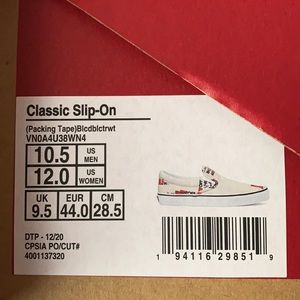 Classic Slip-On
(Packing Tape)Blcdblctrwt
VN0A4U38WN4
10.5 US MEN
12.0 US WOMEN
UK EUR CM
9.5 44.0 28.5
DTP - 12/20
CPSIA PO/CUT#
4001137320
1 94116 29851 9